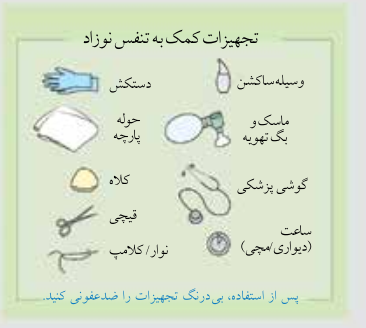 تجهیزات کمک به تنفس نوزاد
وسیله ساکشن
ماسک و
بگ تهویه
گوشی پزشکی
ساعت
(دیواری/مچی)
دستکش
حوله
پارچه
کلاه
قیچی
نوار/کلامپ
پس از استفاده، بی‌درنگ تجهیزات را ضدعفونی کنید.